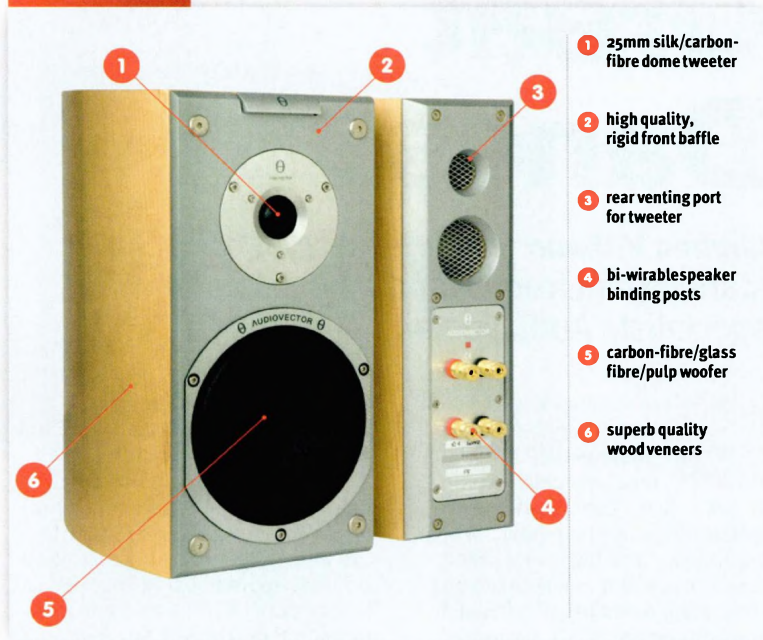 1 25mm silk/carbon-
fibre dome tweeter
2 high quality,
rigid front baffle
3 rear venting port
for tweeter
4 bi-wirable speaker
binding posts
5 carbon-fibre/glass
fibre/pulp woofer
6 superb quality
wood veneers
1
2
3
AUDIOVECTOR
AUDIOVECTOR
6
4
5